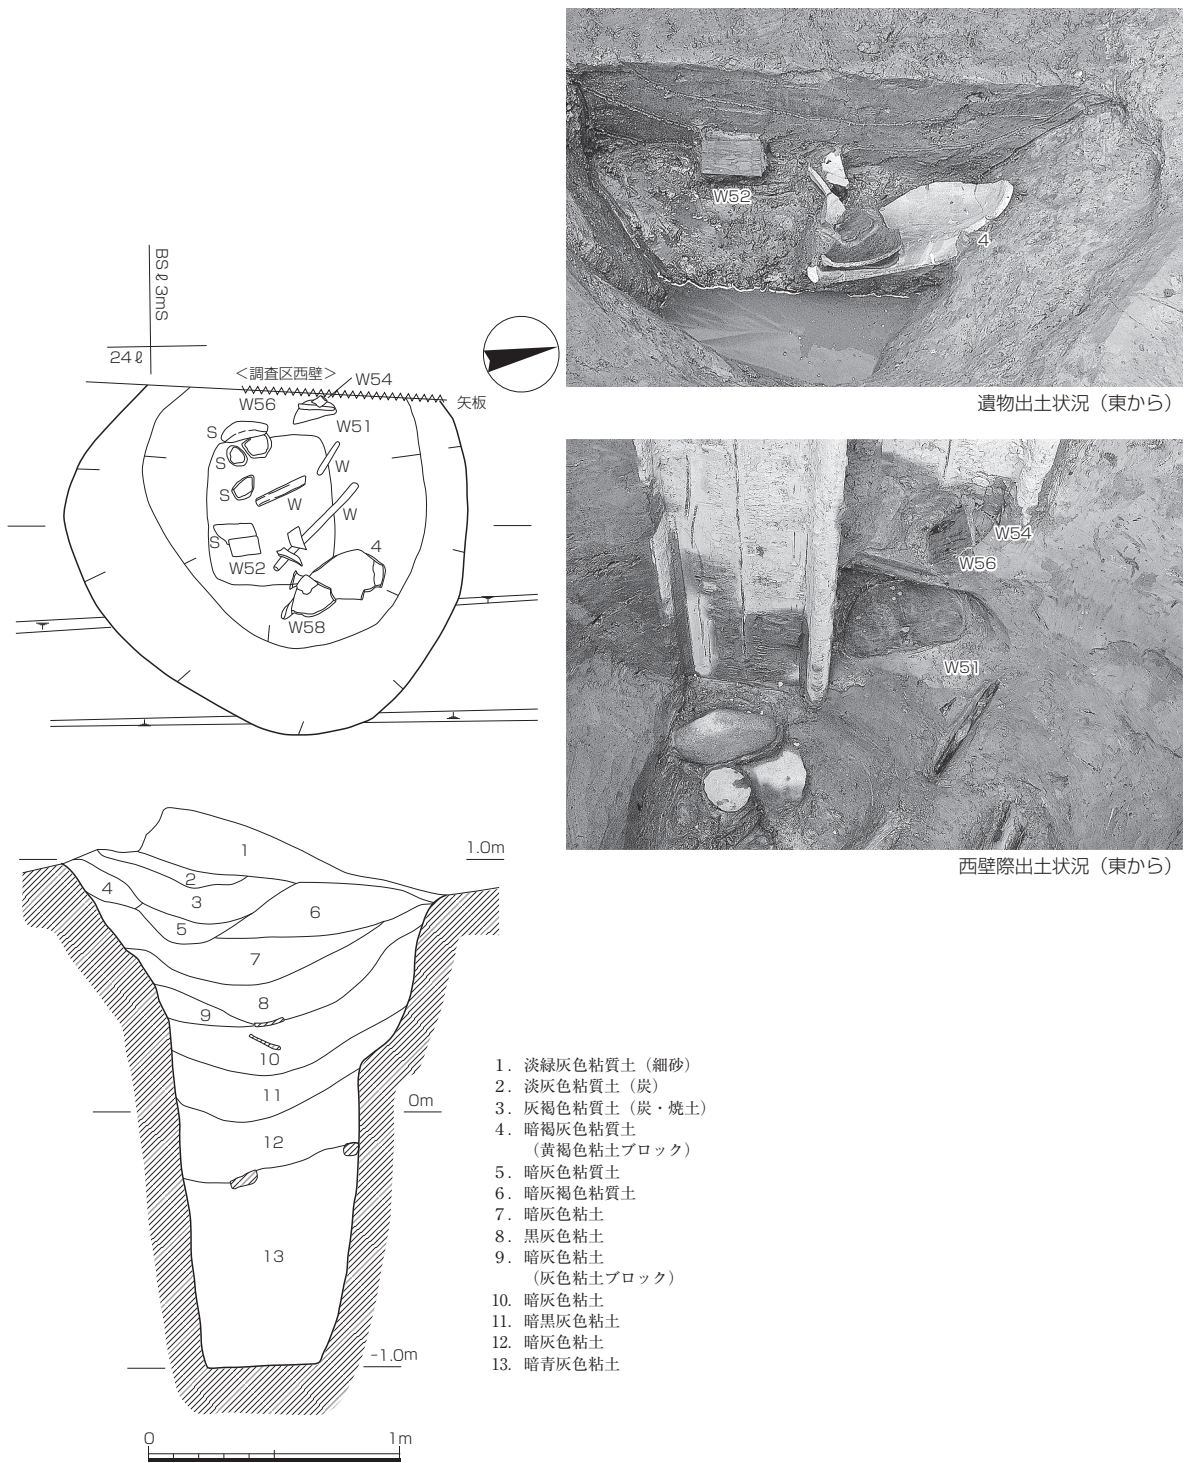 W52
4
遺物出土状況（東から）
BSℓ 3mS
24ℓ
＜調査区西壁＞
W54
W56
矢板
W51
S
S
W
S
W
W
S
W52
4
W58
W54
W56
W51
西壁際出土状況（東から）
1
1.0m
2
4
3
6
5
7
8
9
10
11
0m
12
13
-1.0m
0
1m
1. 淡緑灰色粘質土（細砂）
2. 淡灰色粘質土（炭）
3. 灰褐色粘質土（炭・焼土）
4. 暗褐灰色粘質土
（黄褐色粘土ブロック）
5. 暗灰色粘質土
6. 暗灰褐色粘質土
7. 暗灰色粘土
8. 黒灰色粘土
9. 暗灰色粘土
（灰色粘土ブロック）
10. 暗灰色粘土
11. 暗黒灰色粘土
12. 暗灰色粘土
13. 暗青灰色粘土